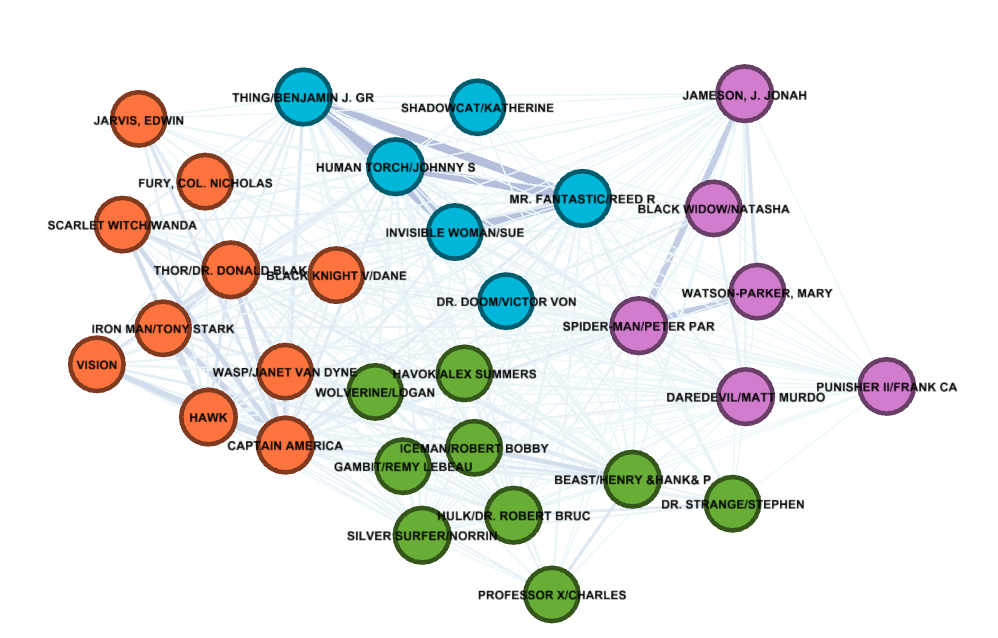 THING/BENJAMIN J. GR
JAMESON, J. JONAH
SHADOWCAT/KATHERINE
JARVIS, EDWIN
HUMAN TORCH/JOHNNY S
FURY, COL. NICHOLAS
MR. FANTASTIC/REED R
BLACK WIDOW/NATASHA
SCARLET WITCH/WANDA
INVISIBLE WOMAN/SUE
THOR/DR. DONALD BLAK
BLACK KNIGHT V/DANE
WATSON-PARKER, MARY
DR. DOOM/VICTOR VON
SPIDER-MAN/PETER PAR
IRON MAN/TONY STARK
VISION
WASP/JANET VAN DYNE
HAVOK/ALEX SUMMERS
PUNISHER II/FRANK CA
WOLVERINE/LOGAN
DAREDEVIL/MATT MURDO
HAWK
CAPTAIN AMERICA
ICEMAN/ROBERT BOBBY
GAMBIT/REMY LEBEAU
BEAST/HENRY &HANK& P
DR. STRANGE/STEPHEN
HULK/DR. ROBERT BRUC
SILVER SURFER/NORRIN
PROFESSOR X/CHARLES